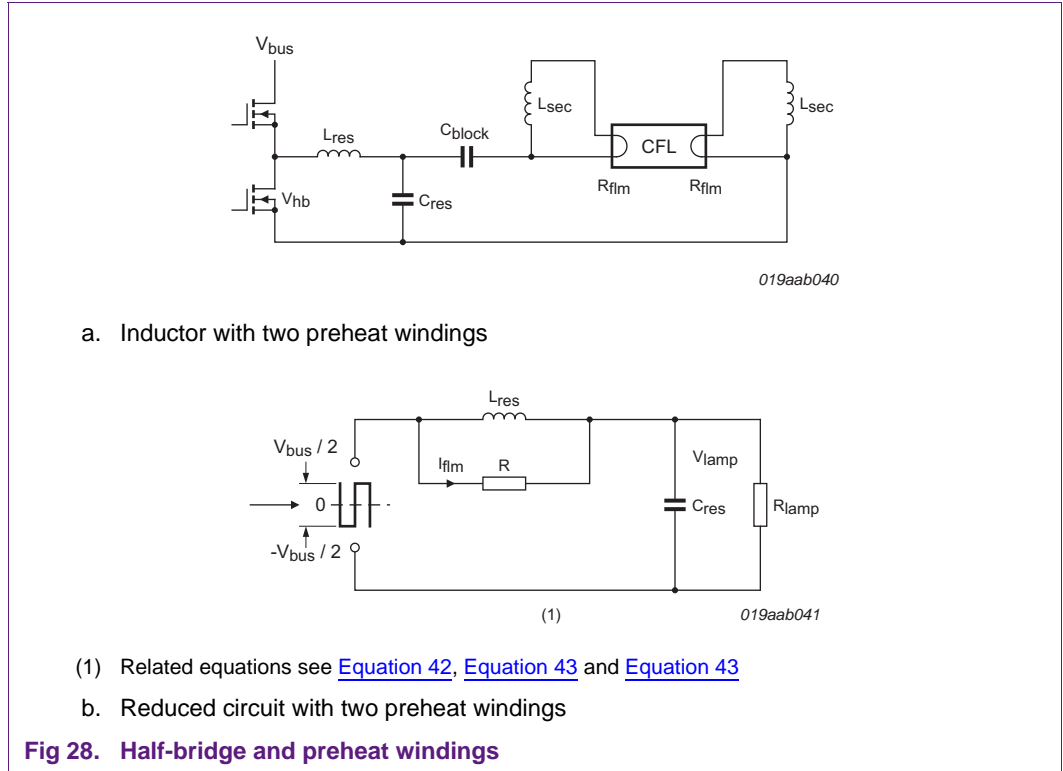 Vbus
Lsec
Lsec
Lres
Cblock
CFL
Vhb
Cres
Rflm
Rflm
019aab040
a. Inductor with two preheat windings
Lres
Vbus / 2
Iflm
R
Vlamp
0
Cres
Rlamp
-Vbus / 2
(1)
019aab041
(1) Related equations see Equation 42, Equation 43 and Equation 43
b. Reduced circuit with two preheat windings
Fig 28. Half-bridge and preheat windings